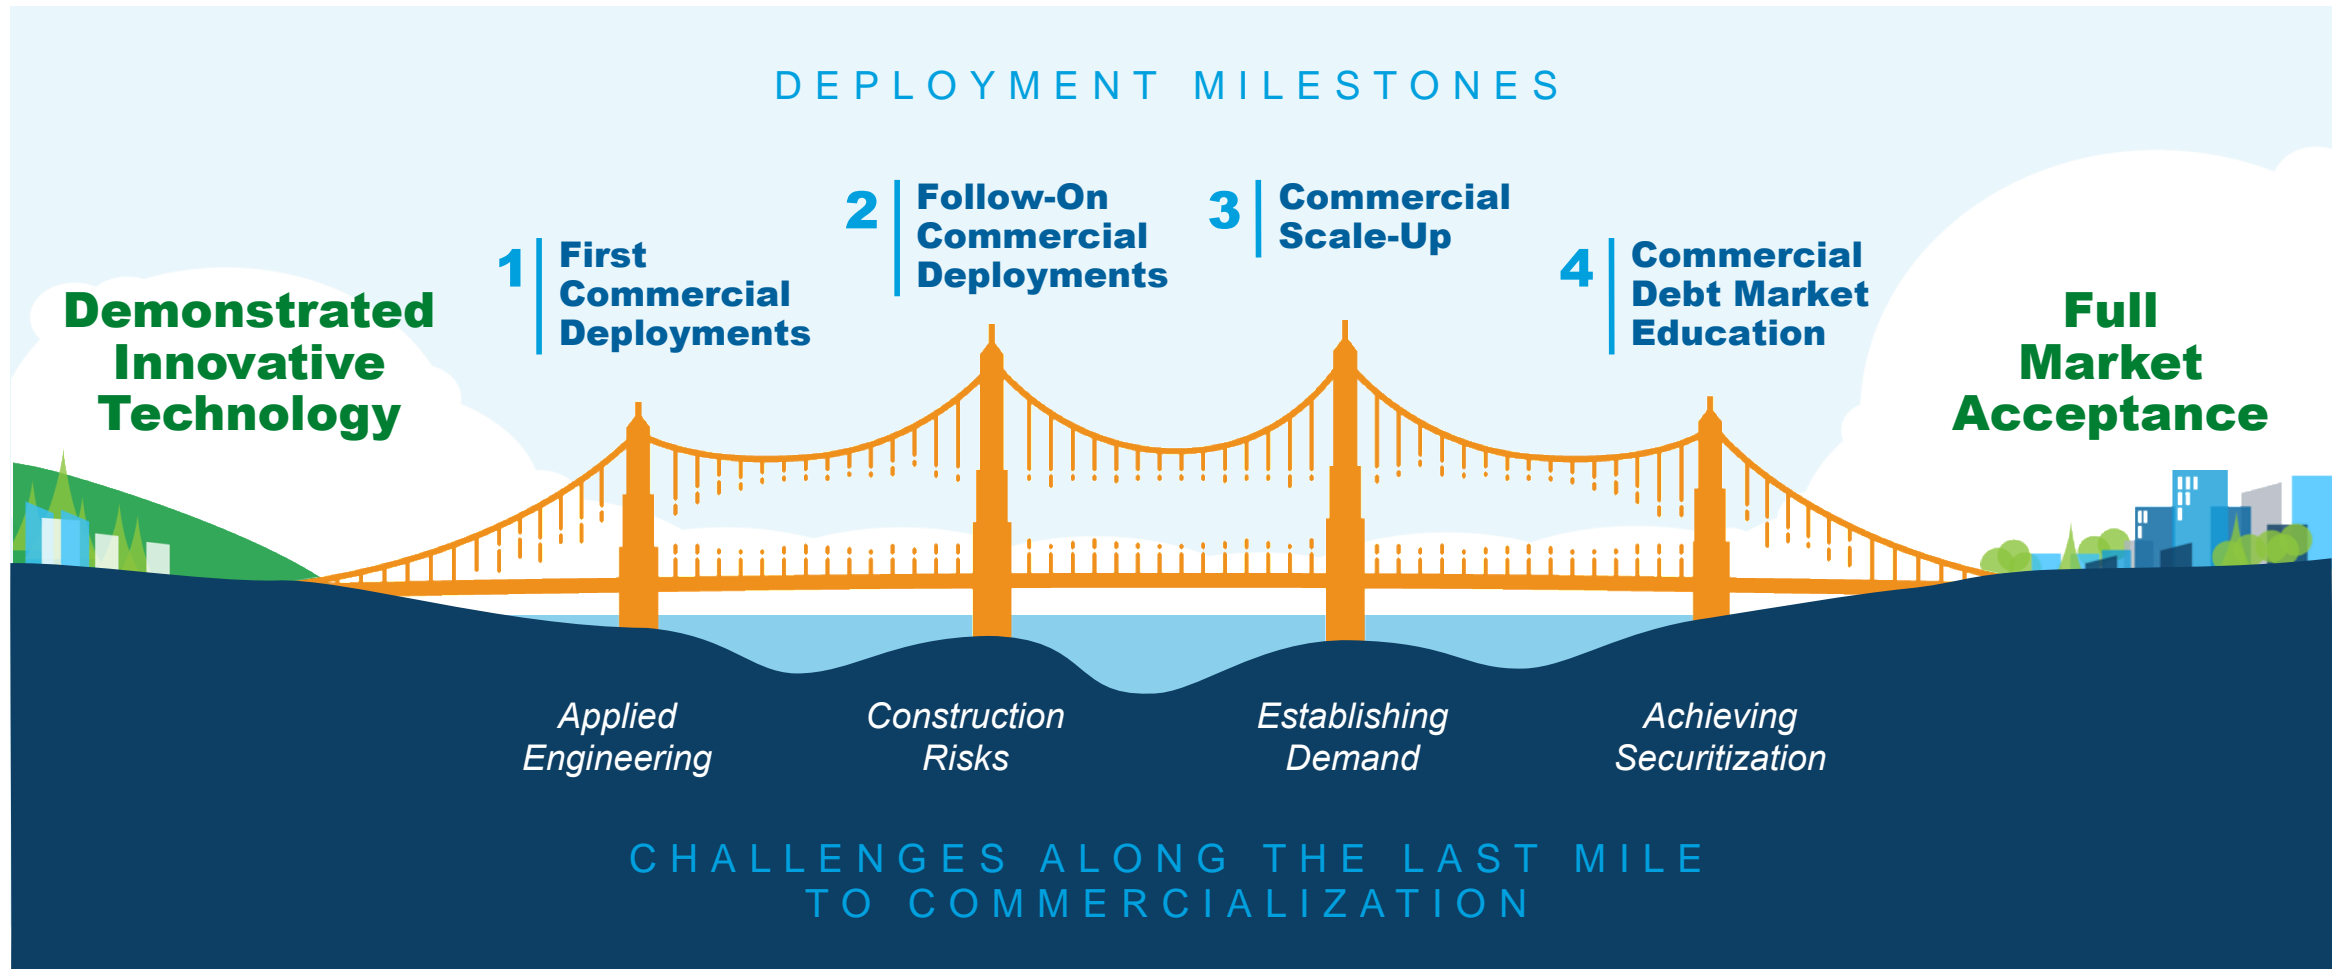 DEPLOYMENT MILESTONES
1
First
Commercial
Deployments
2
Follow-On
Commercial
Deployments
3
Commercial
Scale-Up
4
Commercial
Debt Market
Education
Demonstrated
Innovative
Technology
Full
Market
Acceptance
Applied
Engineering
Construction
Risks
Establishing
Demand
Achieving
Securitization
CHALLENGES ALONG THE LAST MILE
TO COMMERCIALIZATION